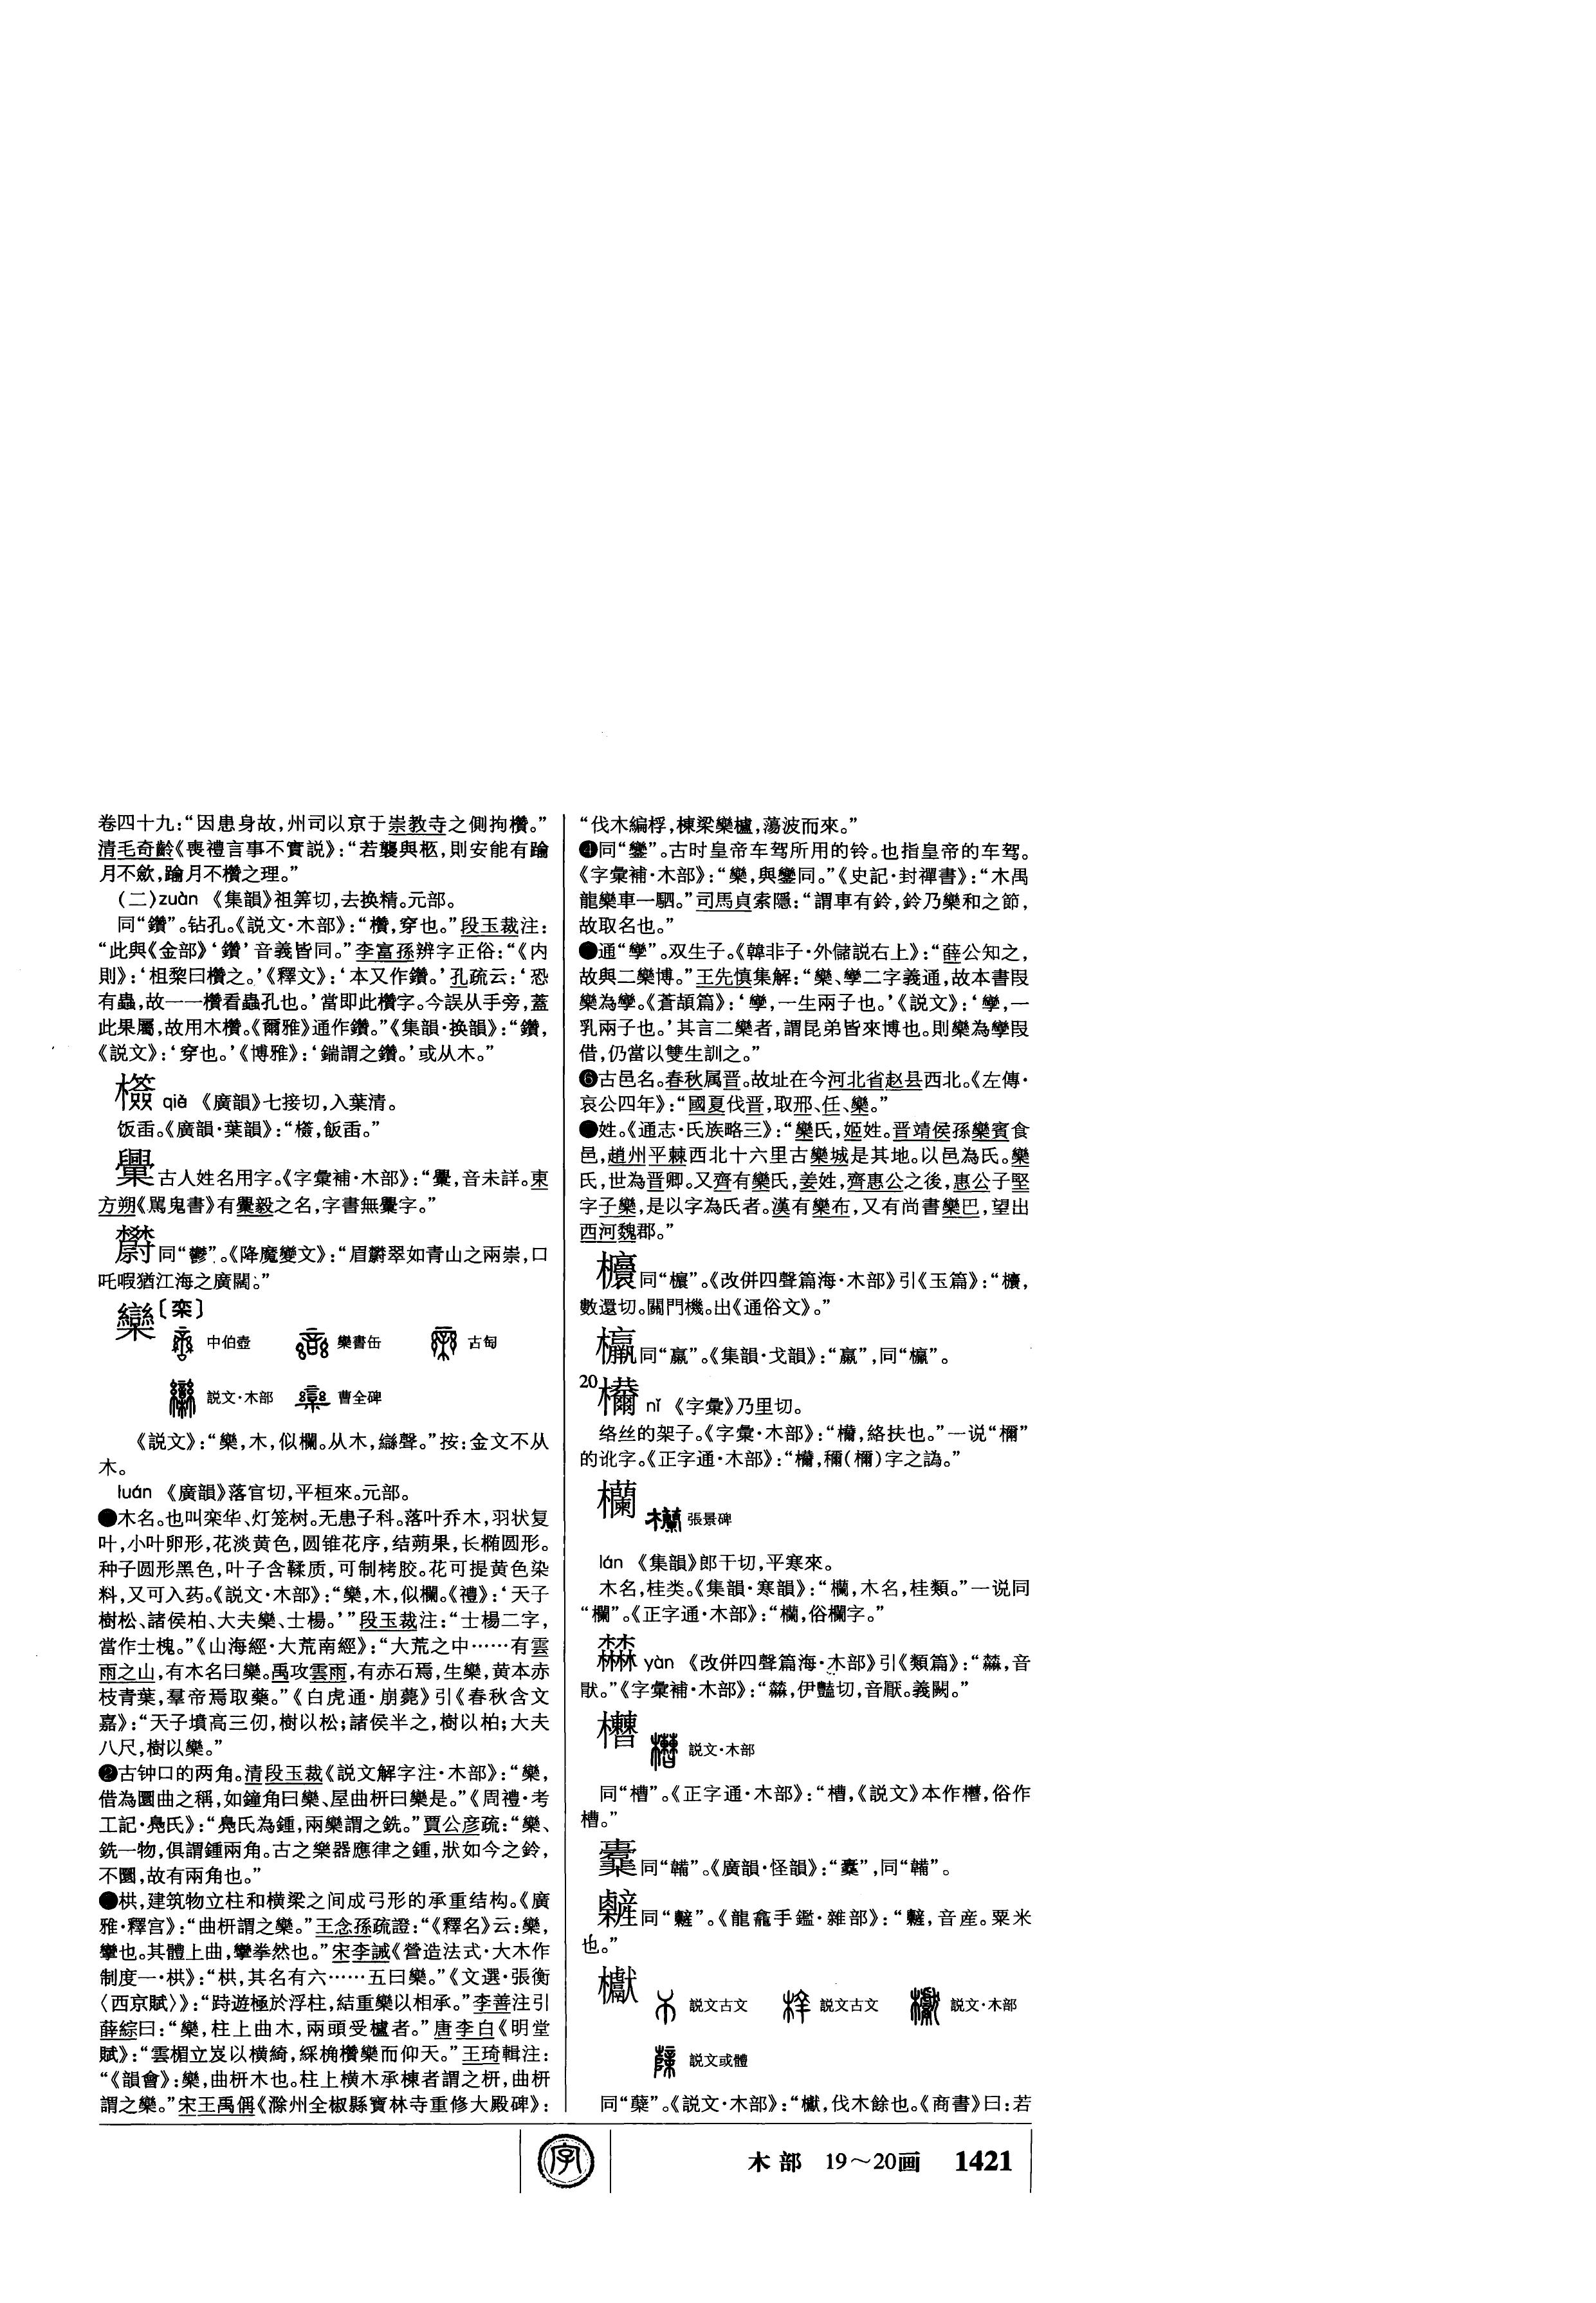 卷四十九：“因患身故，州司以京于崇教寺之側拘欑。”
清毛奇齡《喪禮言事不實説》：“若襲與柩，則安能有踰
月不斂，踰月不欑之理。”
（二）zuàn 《集韻》祖筭切，去换精。元部。
同“鑽”。钻孔。《説文·木部》：“欑，穿也。”段玉裁注：
“此與《金部》‘鑽’音義皆同。”李富孫辨字正俗：“《内
則》：‘柤黎曰欑之。’《釋文》：‘本又作鑽。’孔疏云：‘恐
有蟲，故一一欑看蟲孔也。’當即此欑字。今誤从手旁，蓋
此果屬，故用木欑。《爾雅》通作鑽。”《集韻·换韻》：“鑽，
《説文》：‘穿也。’《博雅》：‘鍴謂之鑽。’或从木。”
qiè 《廣韻》七接切，入葉清。
饭臿。《廣韻·葉韻》：“，飯臿。”
古人姓名用字。《字彙補·木部》：“，音未詳。東
方朔《罵鬼書》有毅之名，字書無字。”
同“鬱”。《降魔變文》：“眉翠如青山之兩崇，口
吒㗇猶江海之廣闊。”
欒〔栾〕
中伯壺 欒書缶 古匋
説文·木部 曹全碑
《説文》：“欒，木，似欄。从木，䜌聲。”按：金文不从
木。
luán 《廣韻》落官切，平桓來。元部。
●木名。也叫栾华、灯笼树。无患子科。落叶乔木，羽状复
叶，小叶卵形，花淡黄色，圆锥花序，结蒴果，长椭圆形。
种子圆形黑色，叶子含鞣质，可制栲胶。花可提黄色染
料，又可入药。《説文·木部》：“欒，木，似欄。《禮》：‘天子
樹松、諸侯柏、大夫欒、士楊。’”段玉裁注：“士楊二字，
當作士槐。”《山海經·大荒南經》：“大荒之中……有雲
雨之山，有木名曰欒。禹攻雲雨，有赤石焉，生欒，黄本赤
枝青葉，羣帝焉取藥。”《白虎通·崩薨》引《春秋含文
嘉》：“天子墳高三仞，樹以松；諸侯半之，樹以柏；大夫
八尺，樹以欒。”
❷古钟口的两角。清段玉裁《説文解字注·木部》：“欒，
借為圜曲之稱，如鐘角曰欒、屋曲枅曰欒是。”《周禮·考
工記·鳧氏》：“鳧氏為鍾，兩欒謂之銑。”賈公彦疏：“欒、
銑一物，俱謂鍾兩角。古之樂器應律之鍾，狀如今之鈴，
不圜，故有兩角也。”
●栱，建筑物立柱和横梁之间成弓形的承重结构。《廣
雅·釋宫》：“曲枅謂之欒。”王念孫疏證：“《釋名》云：欒，
攣也。其體上曲，攣拳然也。”宋李誡《營造法式·大木作
制度一·栱》：“栱，其名有六……五曰欒。”《文選·張衡
〈西京賦〉》：“跱遊極於浮柱，結重欒以相承。”李善注引
薛綜曰：“欒，柱上曲木，兩頭受櫨者。”唐李白《明堂
賦》：“雲楣立岌以横綺，綵桷欑欒而仰天。”王琦輯注：
“《韻會》：欒，曲枅木也。柱上横木承棟者謂之枅，曲枅
謂之欒。”宋王禹偁《滁州全椒縣寶林寺重修大殿碑》：
“伐木編桴，棟梁欒櫨，蕩波而來。”
❹同“鑾”。古时皇帝车驾所用的铃。也指皇帝的车驾。
《字彙補·木部》：“欒，與鑾同。”《史記·封禪書》：“木禺
龍欒車一駟。”司馬貞索隱：“謂車有鈴，鈴乃欒和之節，
故取名也。”
●通“孿”。双生子。《韓非子·外儲説右上》：“薛公知之，
故與二欒博。”王先慎集解：“欒、孿二字義通，故本書叚
欒為孿。《蒼頡篇》：‘孿，一生兩子也。’《説文》：‘孿，一
乳兩子也。’其言二欒者，謂昆弟皆來博也。則欒為孿叚
借，仍當以雙生訓之。”
❻古邑名。春秋属晋。故址在今河北省赵县西北。《左傳·
哀公四年》：“國夏伐晋，取邢、任、欒。”
●姓。《通志·氏族略三》：“欒氏，姬姓。晋靖侯孫欒賓食
邑，趙州平棘西北十六里古欒城是其地。以邑為氏。欒
氏，世為晋卿。又齊有欒氏，姜姓，齊惠公之後，惠公子堅
字子欒，是以字為氏者。漢有欒布，又有尚書欒巴，望出
西河魏郡。”
同“欀”。《改併四聲篇海·木部》引《玉篇》：“，
數還切。關門機。出《通俗文》。”
同“”。《集韻·戈韻》：“”，同“”。
20 nǐ 《字彙》乃里切。
络丝的架子。《字彙·木部》：“，絡扶也。”一说“檷”
的讹字。《正字通·木部》：“，䉲（檷）字之譌。”
欗 張景碑
lán 《集韻》郎干切，平寒來。
木名，桂类。《集韻·寒韻》：“欗，木名，桂類。”一说同
“欄”。《正字通·木部》：“欗，俗欄字。”
yàn 《改併四聲篇海·木部》引《類篇》：“，音
猒。”《字彙補·木部》：“，伊豔切，音厭。義闕。”
説文·木部
同“槽”。《正字通·木部》：“槽，《説文》本作，俗作
槽。”
同“韛”。《廣韻·怪韻》：“”，同“韛”。
同“”。《龍龕手鑑·雜部》：“，音産。粟米
也。”
櫱 説文古文 説文古文 説文·木部
説文或體
同“蘖”。《説文·木部》：“，伐木餘也。《商書》曰：若
字
木部 19～20画 1421